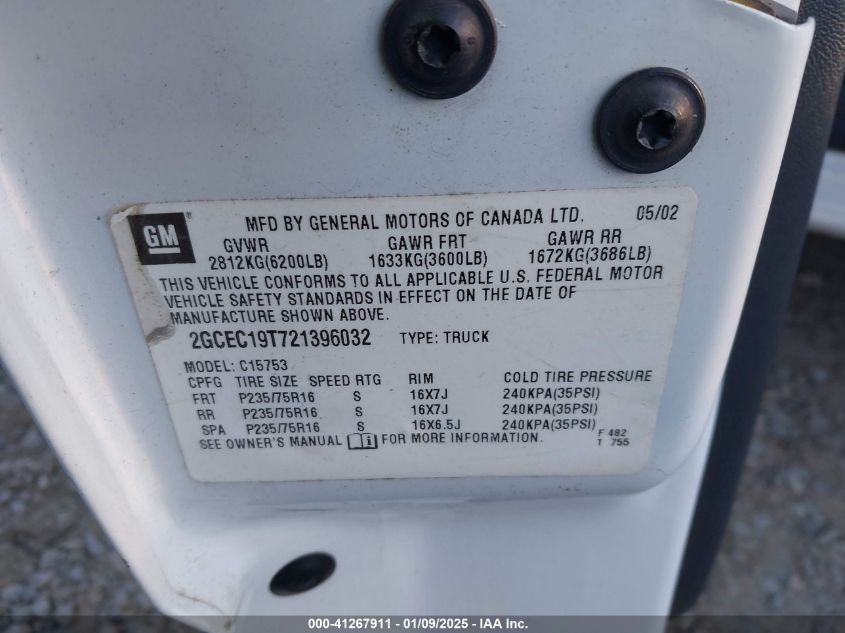 GM ®
MFD BY GENERAL MOTORS OF CANADA LTD. 05/02
GVWR GAWR FRT GAWR RR
2812KG(6200LB) 1633KG(3600LB) 1672KG(3686LB)
THIS VEHICLE CONFORMS TO ALL APPLICABLE U.S. FEDERAL MOTOR
VEHICLE SAFETY STANDARDS IN EFFECT ON THE DATE OF
MANUFACTURE SHOWN ABOVE.
2GCEC19T721396032 TYPE: TRUCK
MODEL: C15753
CPFG TIRE SIZE SPEED RTG RIM COLD TIRE PRESSURE
FRT P235/75R16 S 16X7J 240KPA(35PSI)
RR P235/75R16 S 16X7J 240KPA(35PSI)
SPA P235/75R16 S 16X6.5J 240KPA(35PSI)
SEE OWNER'S MANUAL FOR MORE INFORMATION. F 482
T 755
000-41267911 - 01/09/2025 - IAA Inc.